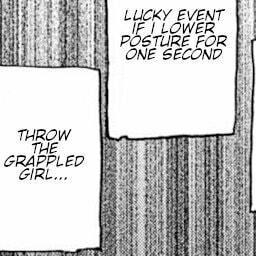 LUCKY EVENT
IF I LOWER
POSTURE FOR
ONE SECOND
THROW
THE
GRAPPLED
GIRL...